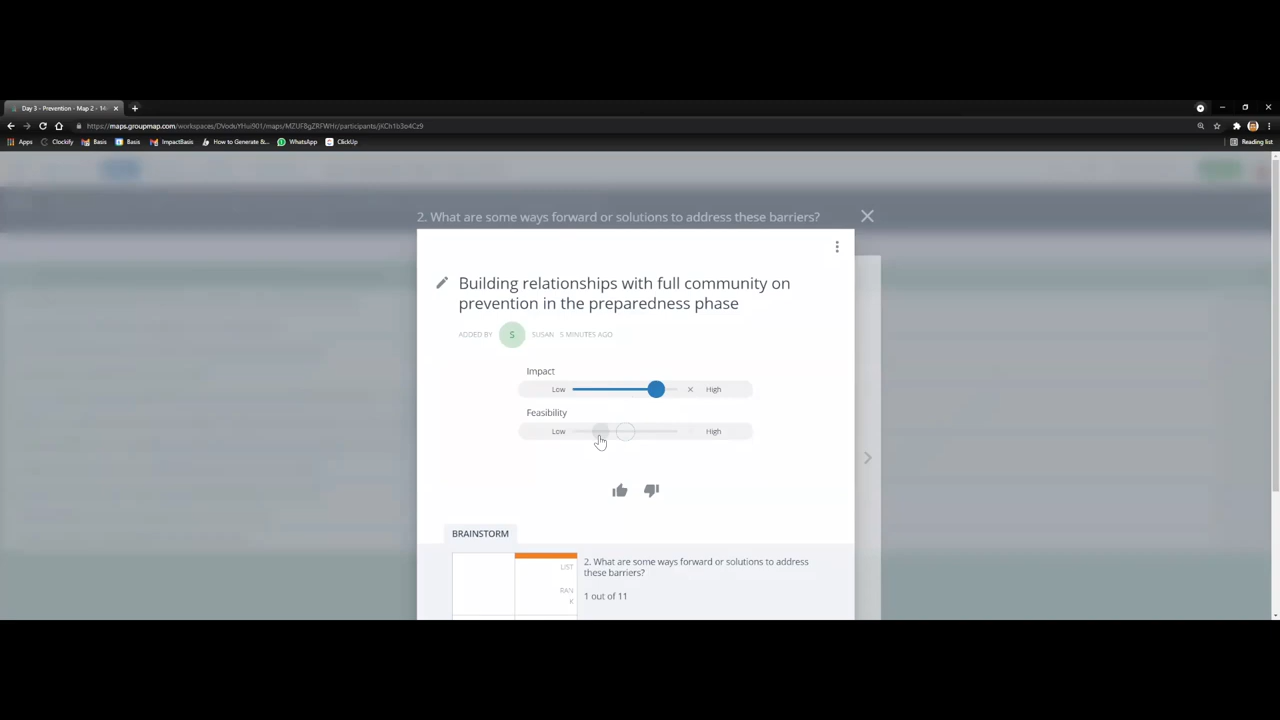 Day 3 - Prevention - Map 2 - 14
https://maps.groupmap.com/workspaces/
Apps Clockify Basis Basis ImpactBasis How to Generate &... WhatsApp ClickUp Reading list
2. What are some ways forward or solutions to address these barriers?
Building relationships with full community on
prevention in the preparedness phase
ADDED BY S SUSAN 5 MINUTES AGO
Impact
Low High
Feasibility
Low High
BRAINSTORM
LIST
RAN
K
2. What are some ways forward or solutions to address
these barriers?
1 out of 11